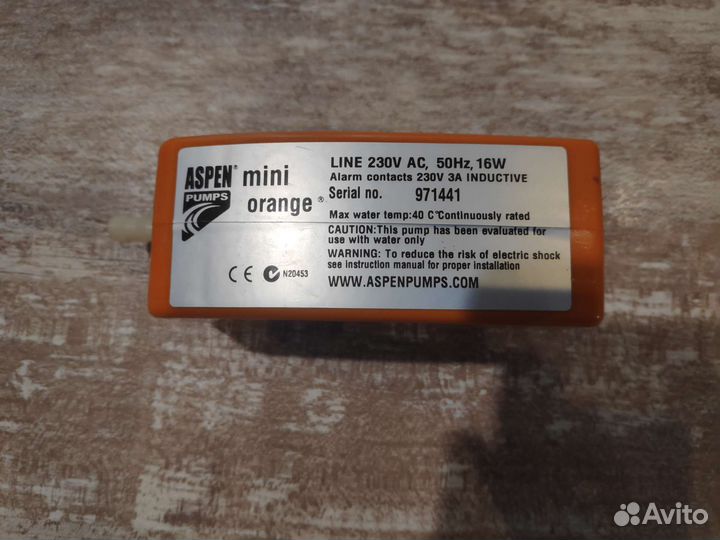 ASPEN®
PUMPS
mini
orange®
LINE 230V AC, 50Hz, 16W
Alarm contacts 230V 3A INDUCTIVE
Serial no. 971441
Max water temp:40 C°Continuously rated
CAUTION:This pump has been evaluated for
use with water only
WARNING: To reduce the risk of electric shock
see instruction manual for proper installation
WWW.ASPENPUMPS.COM
CE N20453
Avito